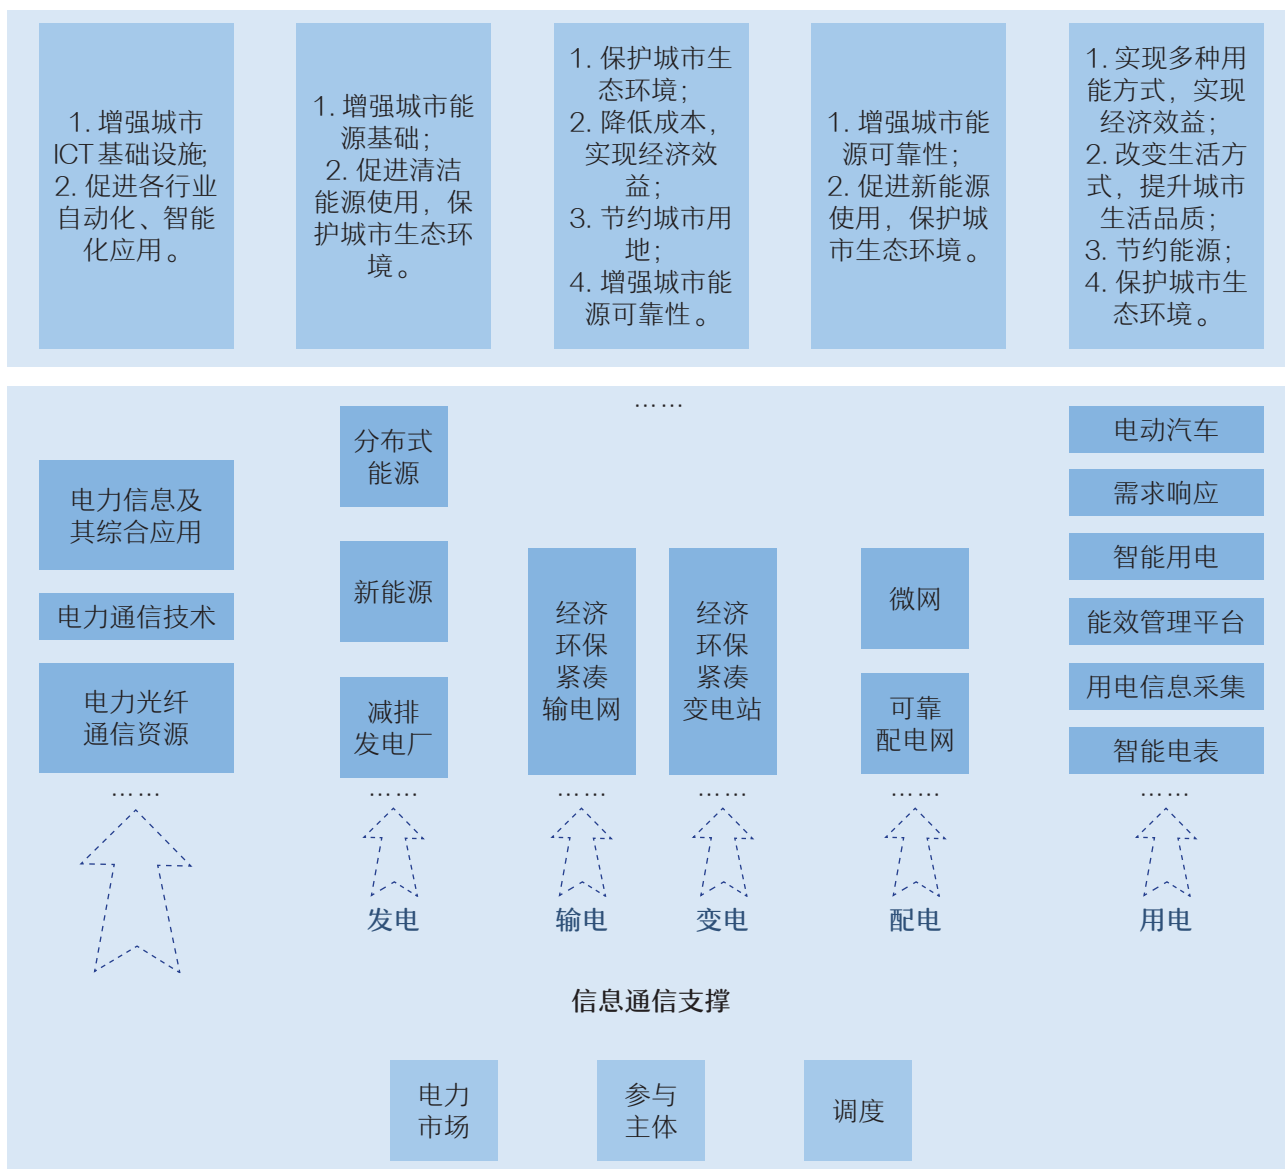 1. 增强城市
ICT 基础设施;
2. 促进各行业
自动化、智能
化应用。
1. 增强城市能
源基础;
2. 促进清洁
能源使用，保
护城市生态环
境。
1. 保护城市生
态环境;
2. 降低成本，
实现经济效
益;
3. 节约城市用
地;
4. 增强城市能
源可靠性。
1. 增强城市能
源可靠性;
2. 促进新能源
使用，保护城
市生态环境。
1. 实现多种用
能方式，实现
经济效益;
2. 改变生活方
式，提升城市
生活品质;
3. 节约能源;
4. 保护城市生
态环境。
……
电力信息及
其综合应用
电力通信技术
电力光纤
通信资源
……
分布式
能源
新能源
减排
发电厂
……
发电
经济
环保
紧凑
输电网
……
输电
经济
环保
紧凑
变电站
……
变电
微网
可靠
配电网
……
配电
电动汽车
需求响应
智能用电
能效管理平台
用电信息采集
智能电表
……
用电
信息通信支撑
电力
市场
参与
主体
调度